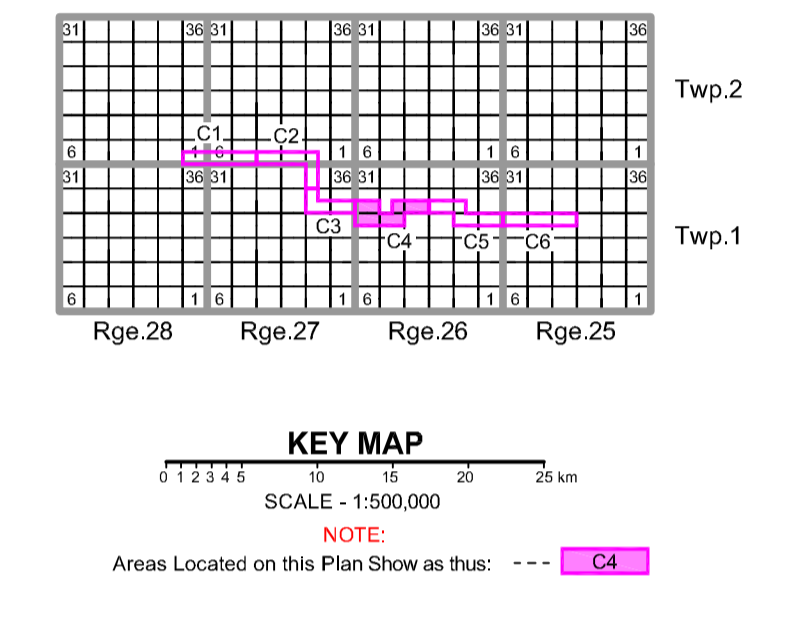 31 36 31 36 31 36 31 36
Twp.2
C1 C2
6 1 6 1 6 1 6 1
31 36 31 36 31 36 31 36
C3 C4 C5 C6
Twp.1
6 1 6 1 6 1 6 1
Rge.28 Rge.27 Rge.26 Rge.25
KEY MAP
0 1 2 3 4 5 10 15 20 25 km
SCALE - 1:500,000
NOTE:
Areas Located on this Plan Show as thus: --- C4